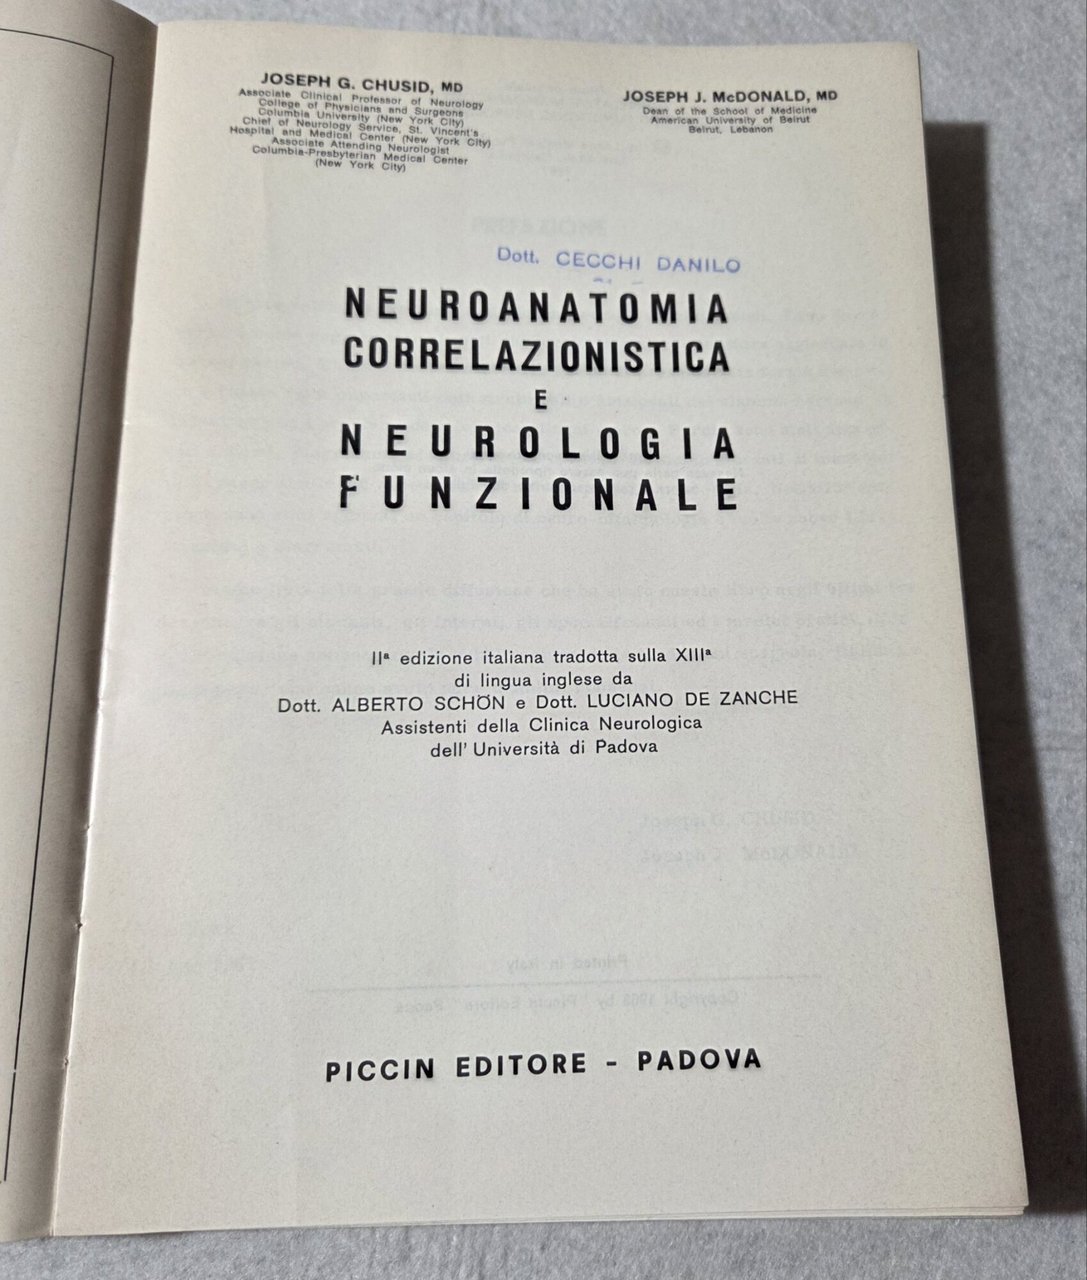 JOSEPH G. CHUSID, MD
Associate Clinical Professor of Neurology
College of Physicians and Surgeons
Columbia University (New York City)
Chief of Neurology Service, St. Vincent's
Hospital and Medical Center (New York City)
Associate Attending Neurologist
Columbia-Presbyterian Medical Center
(New York City)
JOSEPH J. McDONALD, MD
Dean of the School of Medicine
American University of Beirut
Beirut, Lebanon
Dott. CECCHI DANILO
NEUROANATOMIA
CORRELAZIONISTICA
E
NEUROLOGIA
FUNZIONALE
IIª edizione italiana tradotta sulla XIIIª
di lingua inglese da
Dott. ALBERTO SCHÖN e Dott. LUCIANO DE ZANCHE
Assistenti della Clinica Neurologica
dell' Università di Padova
PICCIN EDITORE - PADOVA